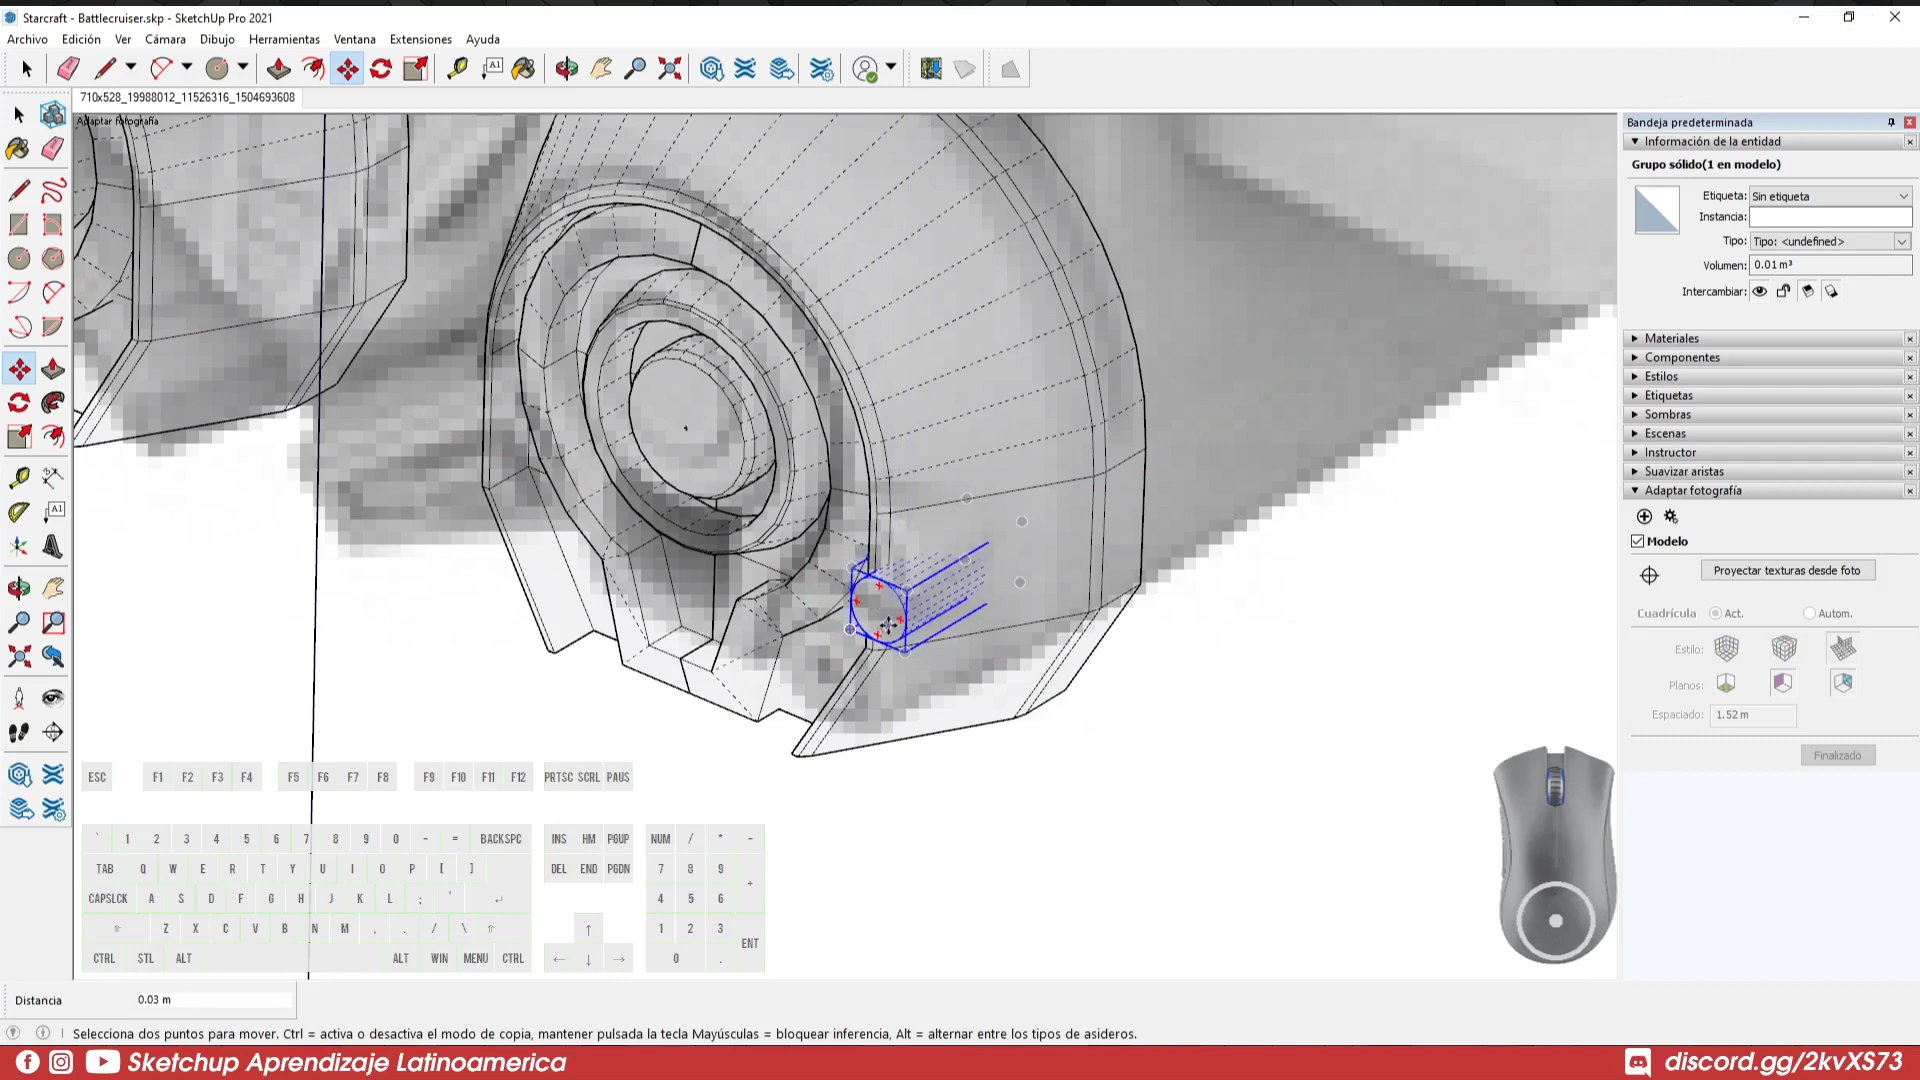 Starcraft - Battlecruiser.skp - SketchUp Pro 2021
Archivo Edición Ver Cámara Dibujo Herramientas Ventana Extensiones Ayuda
710x528_19988012_11526316_1504693608
Adaptar fotografía
Bandeja predeterminada
Información de la entidad
Grupo sólido(1 en modelo)
Etiqueta: Sin etiqueta
Instancia:
Tipo: Tipo: <undefined>
Volumen: 0.01 m³
Intercambiar:
Materiales
Componentes
Estilos
Etiquetas
Sombras
Escenas
Instructor
Suavizar aristas
Adaptar fotografía
Modelo
Proyectar texturas desde foto
Cuadrícula Act. Autom.
Estilo:
Planos:
Espaciado: 1.52 m
Finalizado
ESC F1 F2 F3 F4 F5 F6 F7 F8 F9 F10 F11 F12 PRTSC SCRL PAUS
` 1 2 3 4 5 6 7 8 9 0 - = BACKSPC INS HM PGUP NUM / * -
TAB Q W E R T Y U I O P [ ] DEL END PGDN 7 8 9 +
CAPSLCK A S D F G H J K L ; ' ↵ 4 5 6
⇧ Z X C V B N M , . / \ ⇧ ↑ 1 2 3 ENT
CTRL STL ALT ALT WIN MENU CTRL ← ↓ → 0 .
Distancia 0.03 m
Selecciona dos puntos para mover. Ctrl = activa o desactiva el modo de copia, mantener pulsada la tecla Mayúsculas = bloquear inferencia, Alt = alternar entre los tipos de asideros.
Sketchup Aprendizaje Latinoamerica
discord.gg/2kvXS73